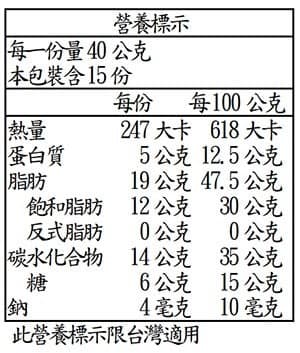 營養標示
每一份量 40 公克
本包裝含 15 份
每份 每100 公克
熱量 247 大卡 618 大卡
蛋白質 5 公克 12.5 公克
脂肪 19 公克 47.5 公克
飽和脂肪 12 公克 30 公克
反式脂肪 0 公克 0 公克
碳水化合物 14 公克 35 公克
糖 6 公克 15 公克
鈉 4 毫克 10 毫克
此營養標示限台灣適用